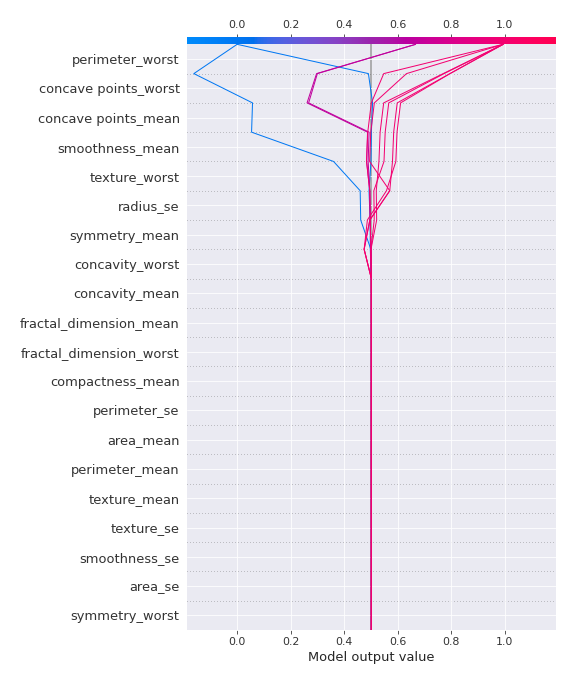 0.0 0.2 0.4 0.6 0.8 1.0
perimeter_worst
concave points_worst
concave points_mean
smoothness_mean
texture_worst
radius_se
symmetry_mean
concavity_worst
concavity_mean
fractal_dimension_mean
fractal_dimension_worst
compactness_mean
perimeter_se
area_mean
perimeter_mean
texture_mean
texture_se
smoothness_se
area_se
symmetry_worst
0.0 0.2 0.4 0.6 0.8 1.0
Model output value